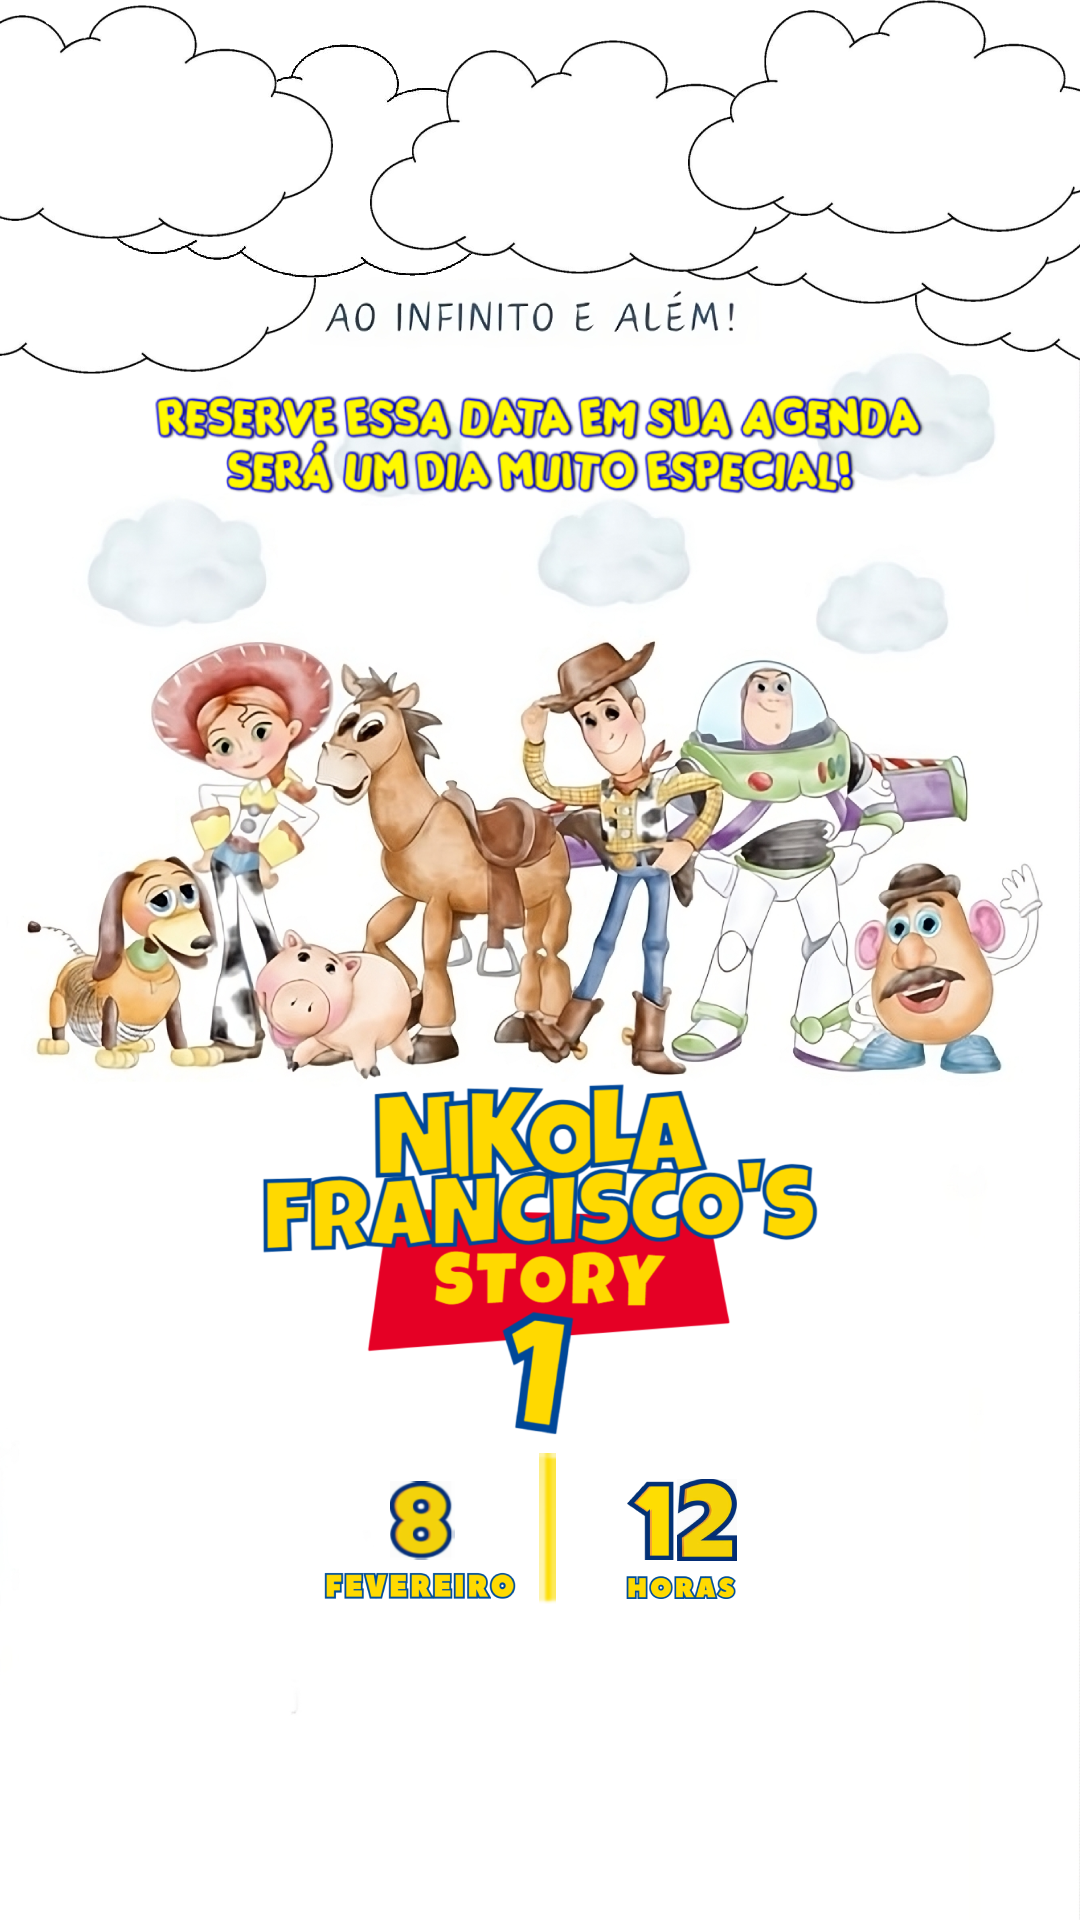 AO INFINITO E ALÉM!
RESERVE ESSA DATA EM SUA AGENDA
SERÁ UM DIA MUITO ESPECIAL!
NIKOLA
FRANCISCO'S
STORY
1
8
FEVEREIRO
12
HORAS